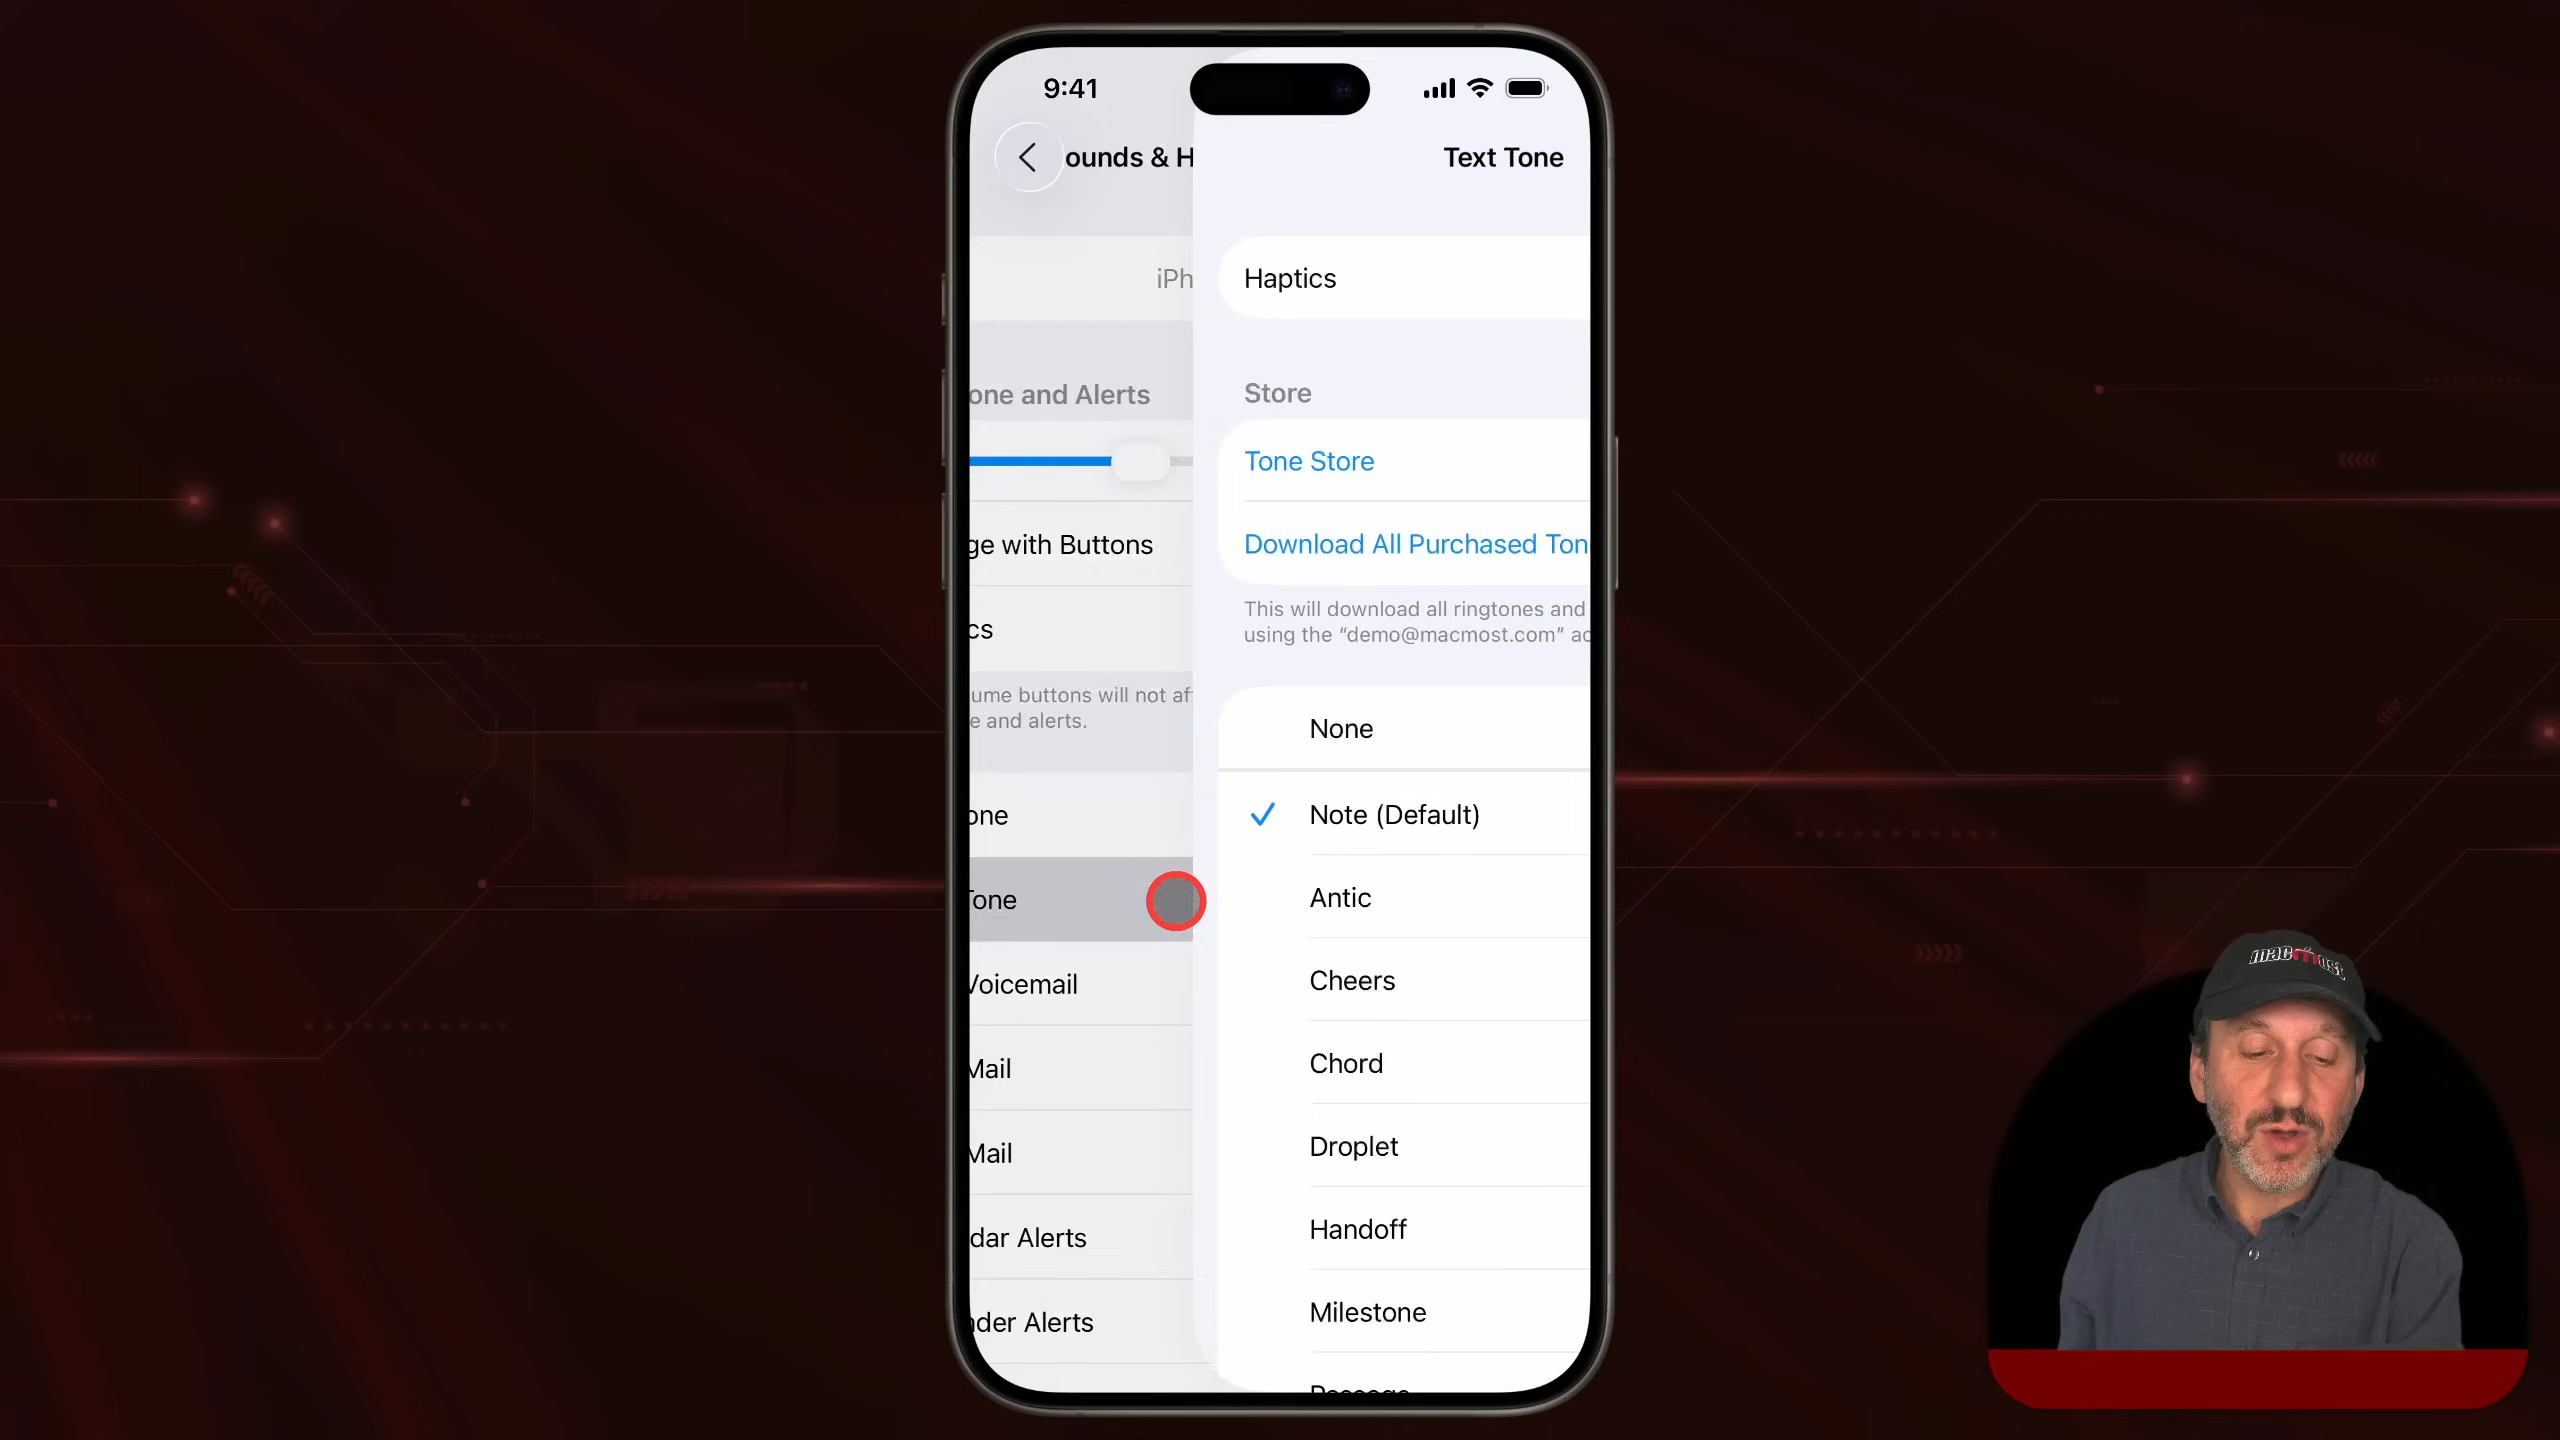 9:41
ounds & H
Text Tone
iPh
Haptics
one and Alerts
Store
Tone Store
ge with Buttons
Download All Purchased Ton
cs
This will download all ringtones and
using the “demo@macmost.com” ac
ume buttons will not af
e and alerts.
None
one
Note (Default)
Tone
Antic
Voicemail
Cheers
Mail
Chord
Mail
Droplet
dar Alerts
Handoff
nder Alerts
Milestone
Passage
macmost